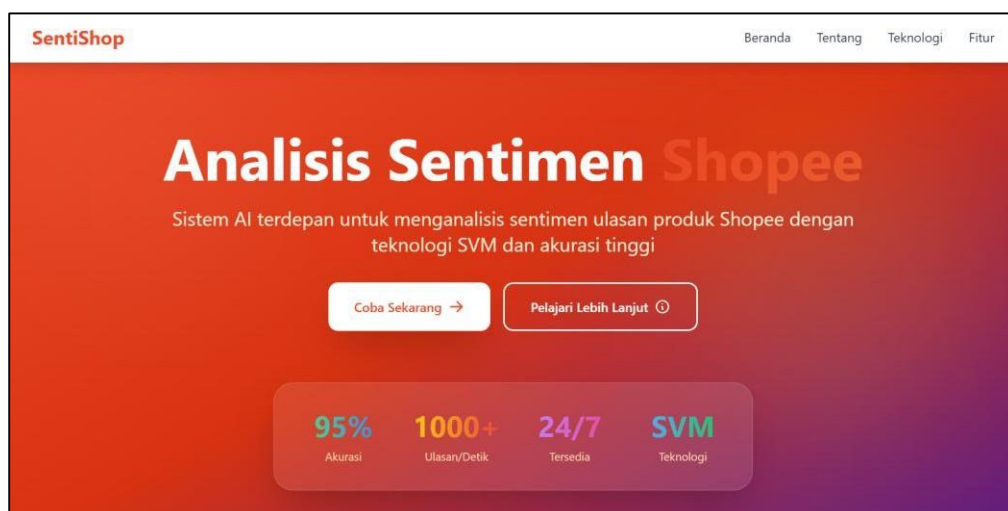 SentiShop
Beranda Tentang Teknologi Fitur
Analisis Sentimen Shopee
Sistem AI terdepan untuk menganalisis sentimen ulasan produk Shopee dengan
teknologi SVM dan akurasi tinggi
Coba Sekarang →
Pelajari Lebih Lanjut
95% 1000+ 24/7 SVM
Akurasi Ulasan/Detik Tersedia Teknologi